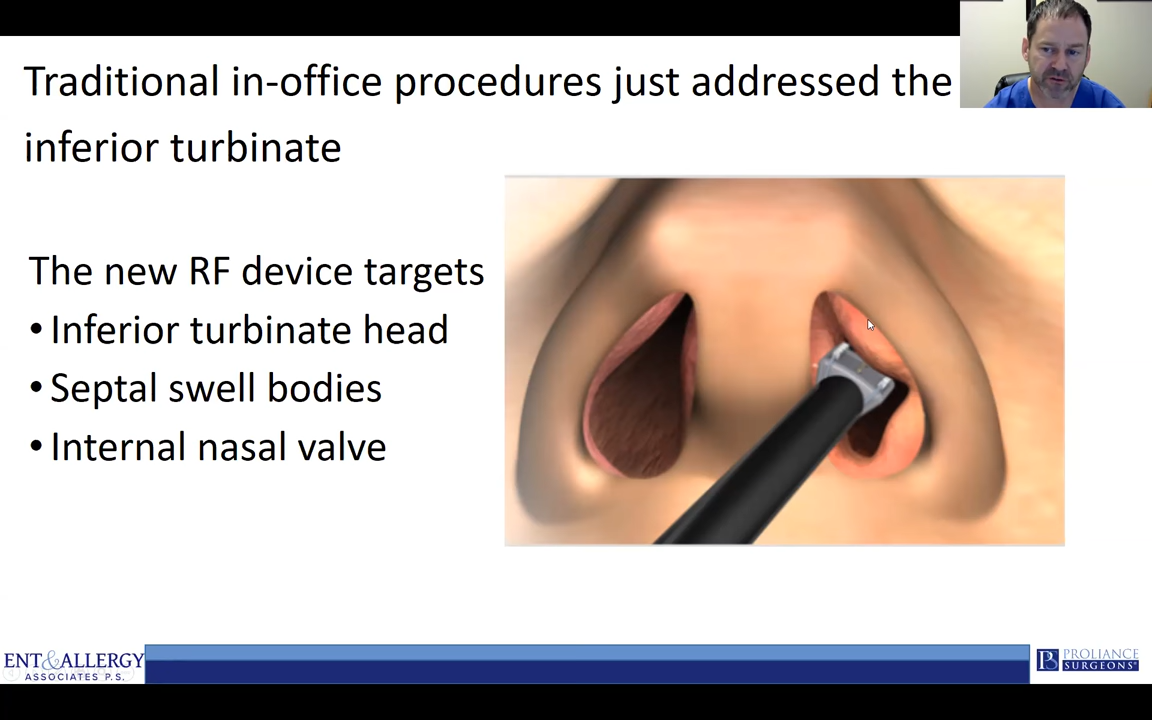 Traditional in-office procedures just addressed the
inferior turbinate
The new RF device targets
• Inferior turbinate head
• Septal swell bodies
• Internal nasal valve
ENT&ALLERGY
ASSOCIATES P.S.
PROLIANCE
SURGEONS®